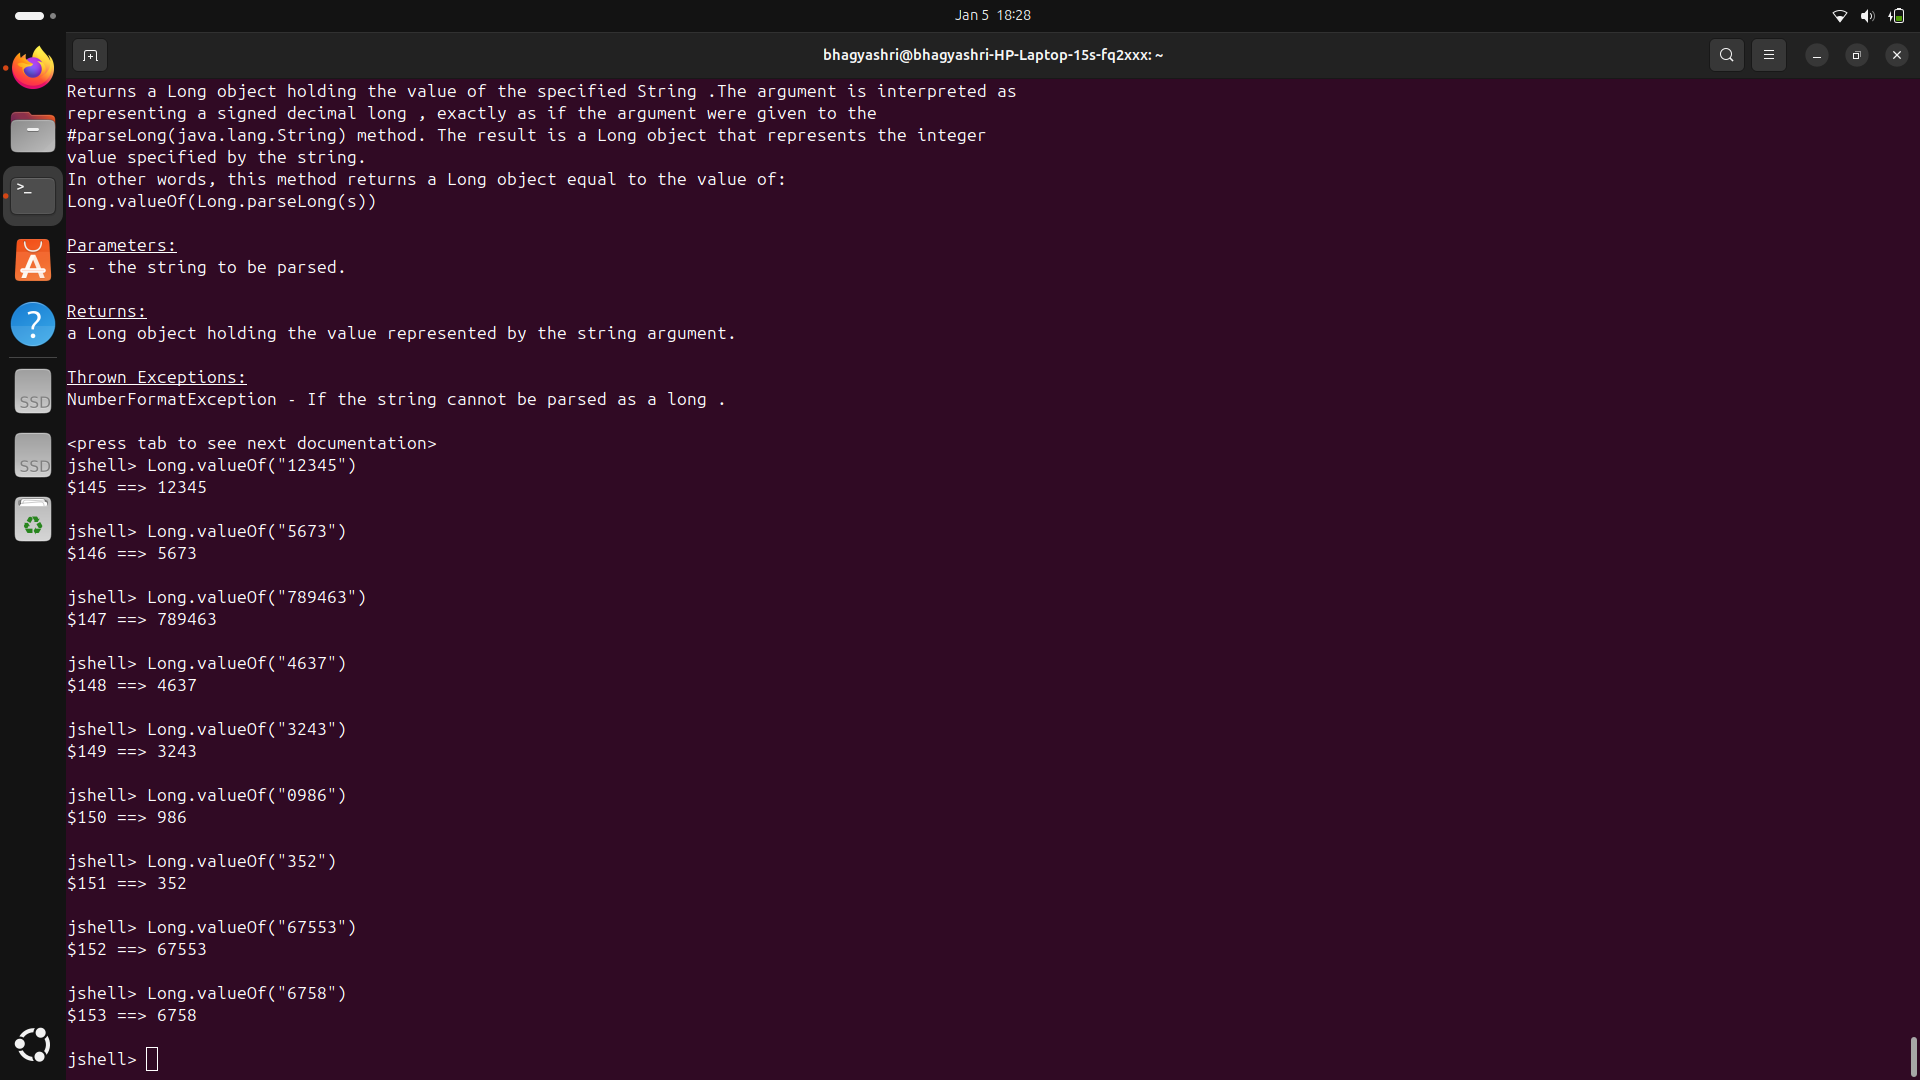 Jan 5 18:28
bhagyashri@bhagyashri-HP-Laptop-15s-fq2xxx: ~
Returns a Long object holding the value of the specified String .The argument is interpreted as
representing a signed decimal long , exactly as if the argument were given to the
#parseLong(java.lang.String) method. The result is a Long object that represents the integer
value specified by the string.
In other words, this method returns a Long object equal to the value of:
Long.valueOf(Long.parseLong(s))
Parameters:
s - the string to be parsed.
Returns:
a Long object holding the value represented by the string argument.
Thrown Exceptions:
NumberFormatException - If the string cannot be parsed as a long .
<press tab to see next documentation>
jshell> Long.valueOf("12345")
$145 ==> 12345
jshell> Long.valueOf("5673")
$146 ==> 5673
jshell> Long.valueOf("789463")
$147 ==> 789463
jshell> Long.valueOf("4637")
$148 ==> 4637
jshell> Long.valueOf("3243")
$149 ==> 3243
jshell> Long.valueOf("0986")
$150 ==> 986
jshell> Long.valueOf("352")
$151 ==> 352
jshell> Long.valueOf("67553")
$152 ==> 67553
jshell> Long.valueOf("6758")
$153 ==> 6758
jshell>
>_
?
SSD
SSD